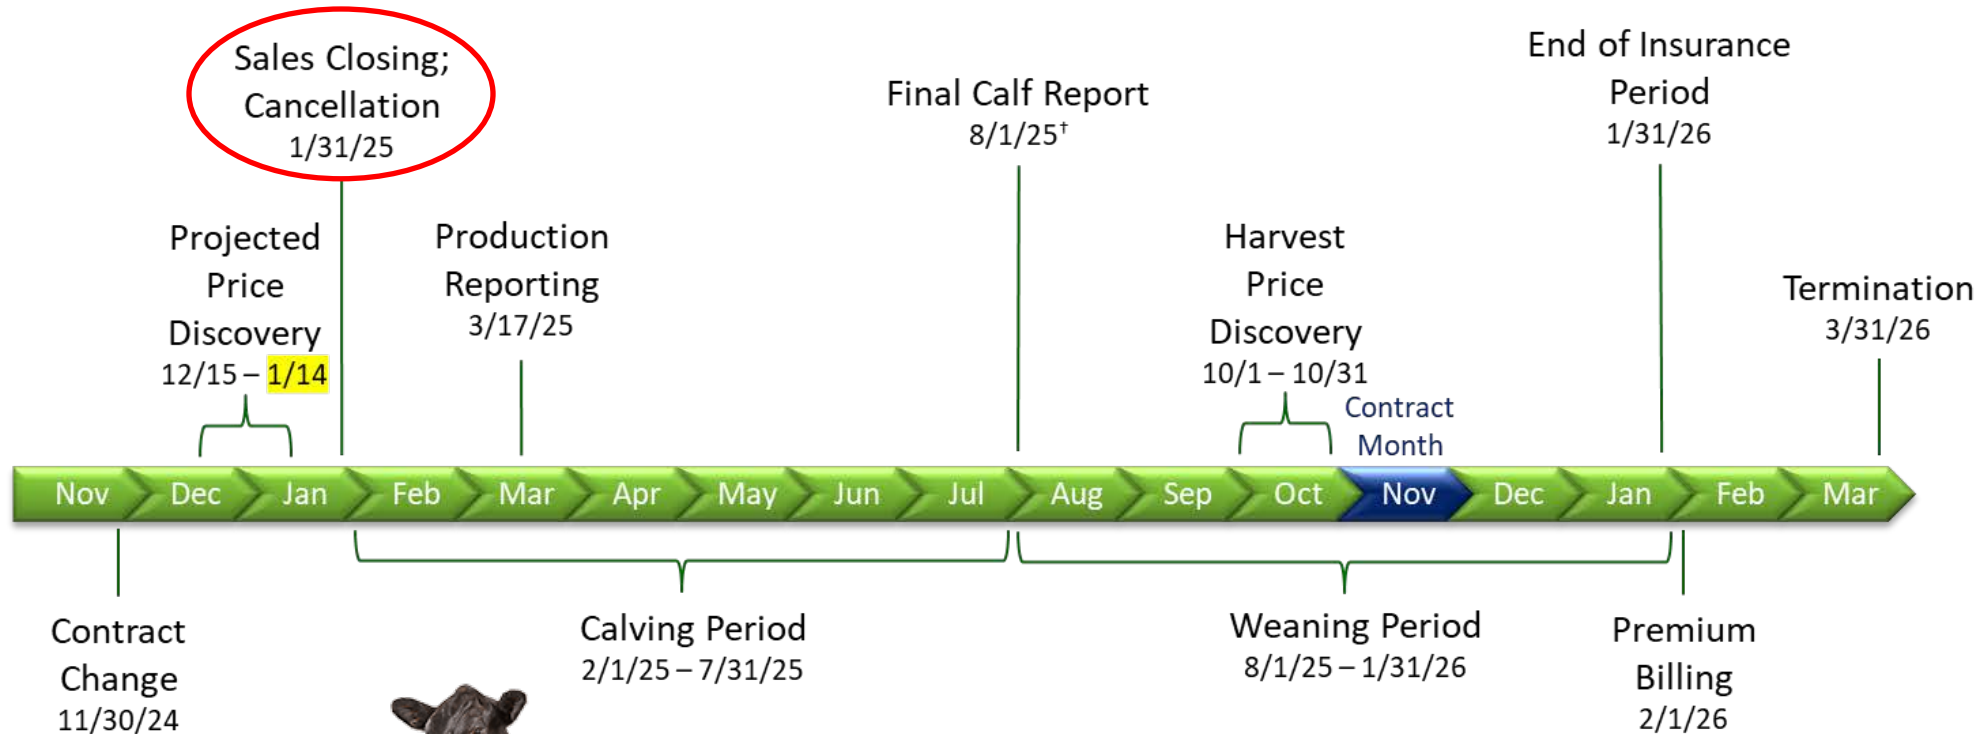 Sales Closing;
Cancellation
1/31/25
End of Insurance
Period
1/31/26
Final Calf Report
8/1/25†
Projected
Price
Discovery
12/15 – 1/14
Production
Reporting
3/17/25
Harvest
Price
Discovery
10/1 – 10/31
Termination
3/31/26
Contract
Month
Nov Dec Jan Feb Mar Apr May Jun Jul Aug Sep Oct Nov Dec Jan Feb Mar
Contract
Change
11/30/24
Calving Period
2/1/25 – 7/31/25
Weaning Period
8/1/25 – 1/31/26
Premium
Billing
2/1/26